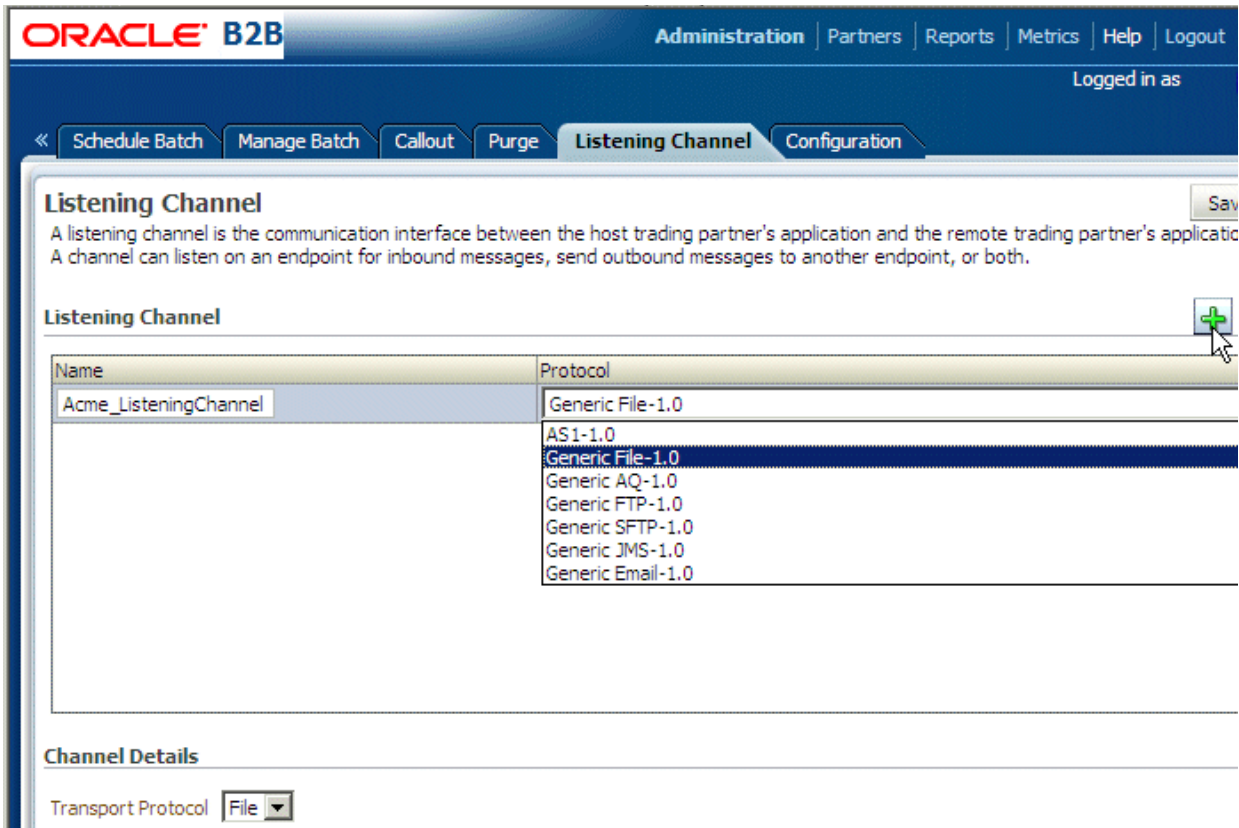 ORACLE B2B
Administration Partners Reports Metrics Help Logout
Logged in as
« Schedule Batch Manage Batch Callout Purge Listening Channel Configuration
Listening Channel
Sav
A listening channel is the communication interface between the host trading partner's application and the remote trading partner's applicatio
A channel can listen on an endpoint for inbound messages, send outbound messages to another endpoint, or both.
Listening Channel
Name Protocol
Acme_ListeningChannel Generic File-1.0
AS1-1.0
Generic File-1.0
Generic AQ-1.0
Generic FTP-1.0
Generic SFTP-1.0
Generic JMS-1.0
Generic Email-1.0
Channel Details
Transport Protocol File